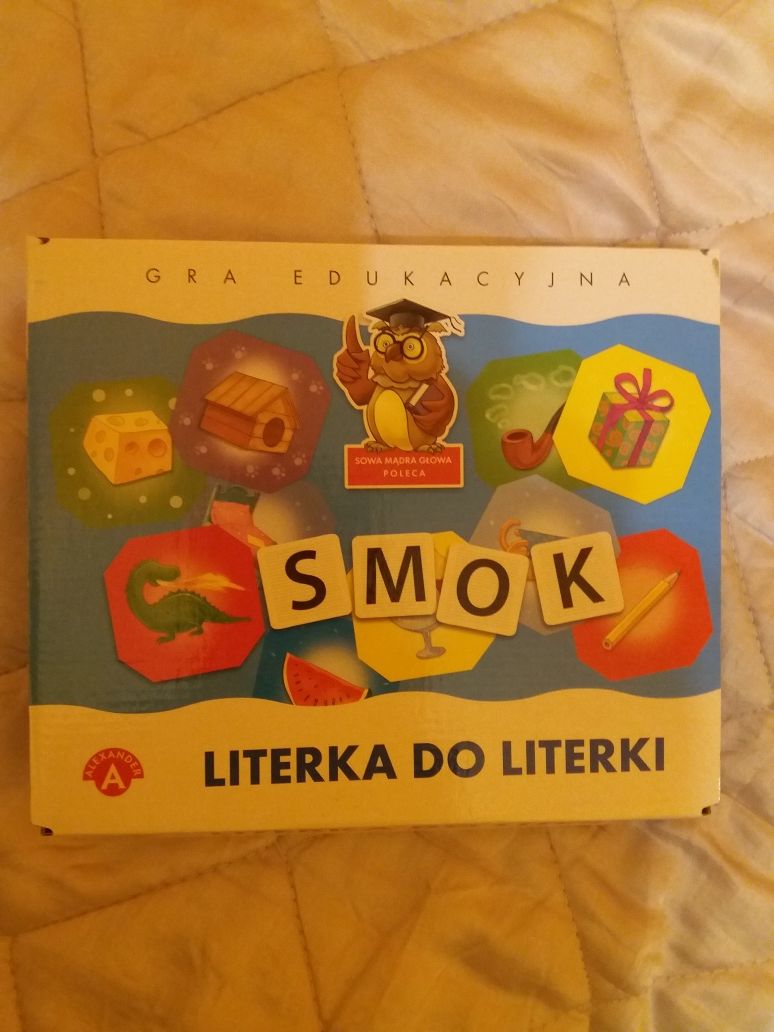 GRA EDUKACYJNA
SOWA MĄDRA GŁOWA
POLECA
SMOK
ALEXANDER
A
LITERKA DO LITERKI